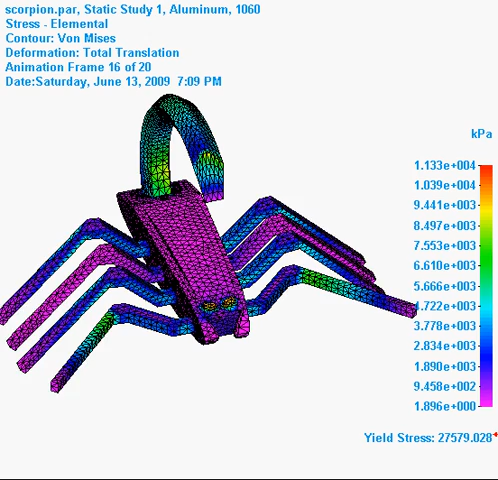 scorpion.par, Static Study 1, Aluminum, 1060
Stress - Elemental
Contour: Von Mises
Deformation: Total Translation
Animation Frame 16 of 20
Date:Saturday, June 13, 2009 7:09 PM
kPa
1.133e+004
1.039e+004
9.441e+003
8.497e+003
7.553e+003
6.610e+003
5.666e+003
4.722e+003
3.778e+003
2.834e+003
1.890e+003
9.458e+002
1.896e+000
Yield Stress: 27579.028